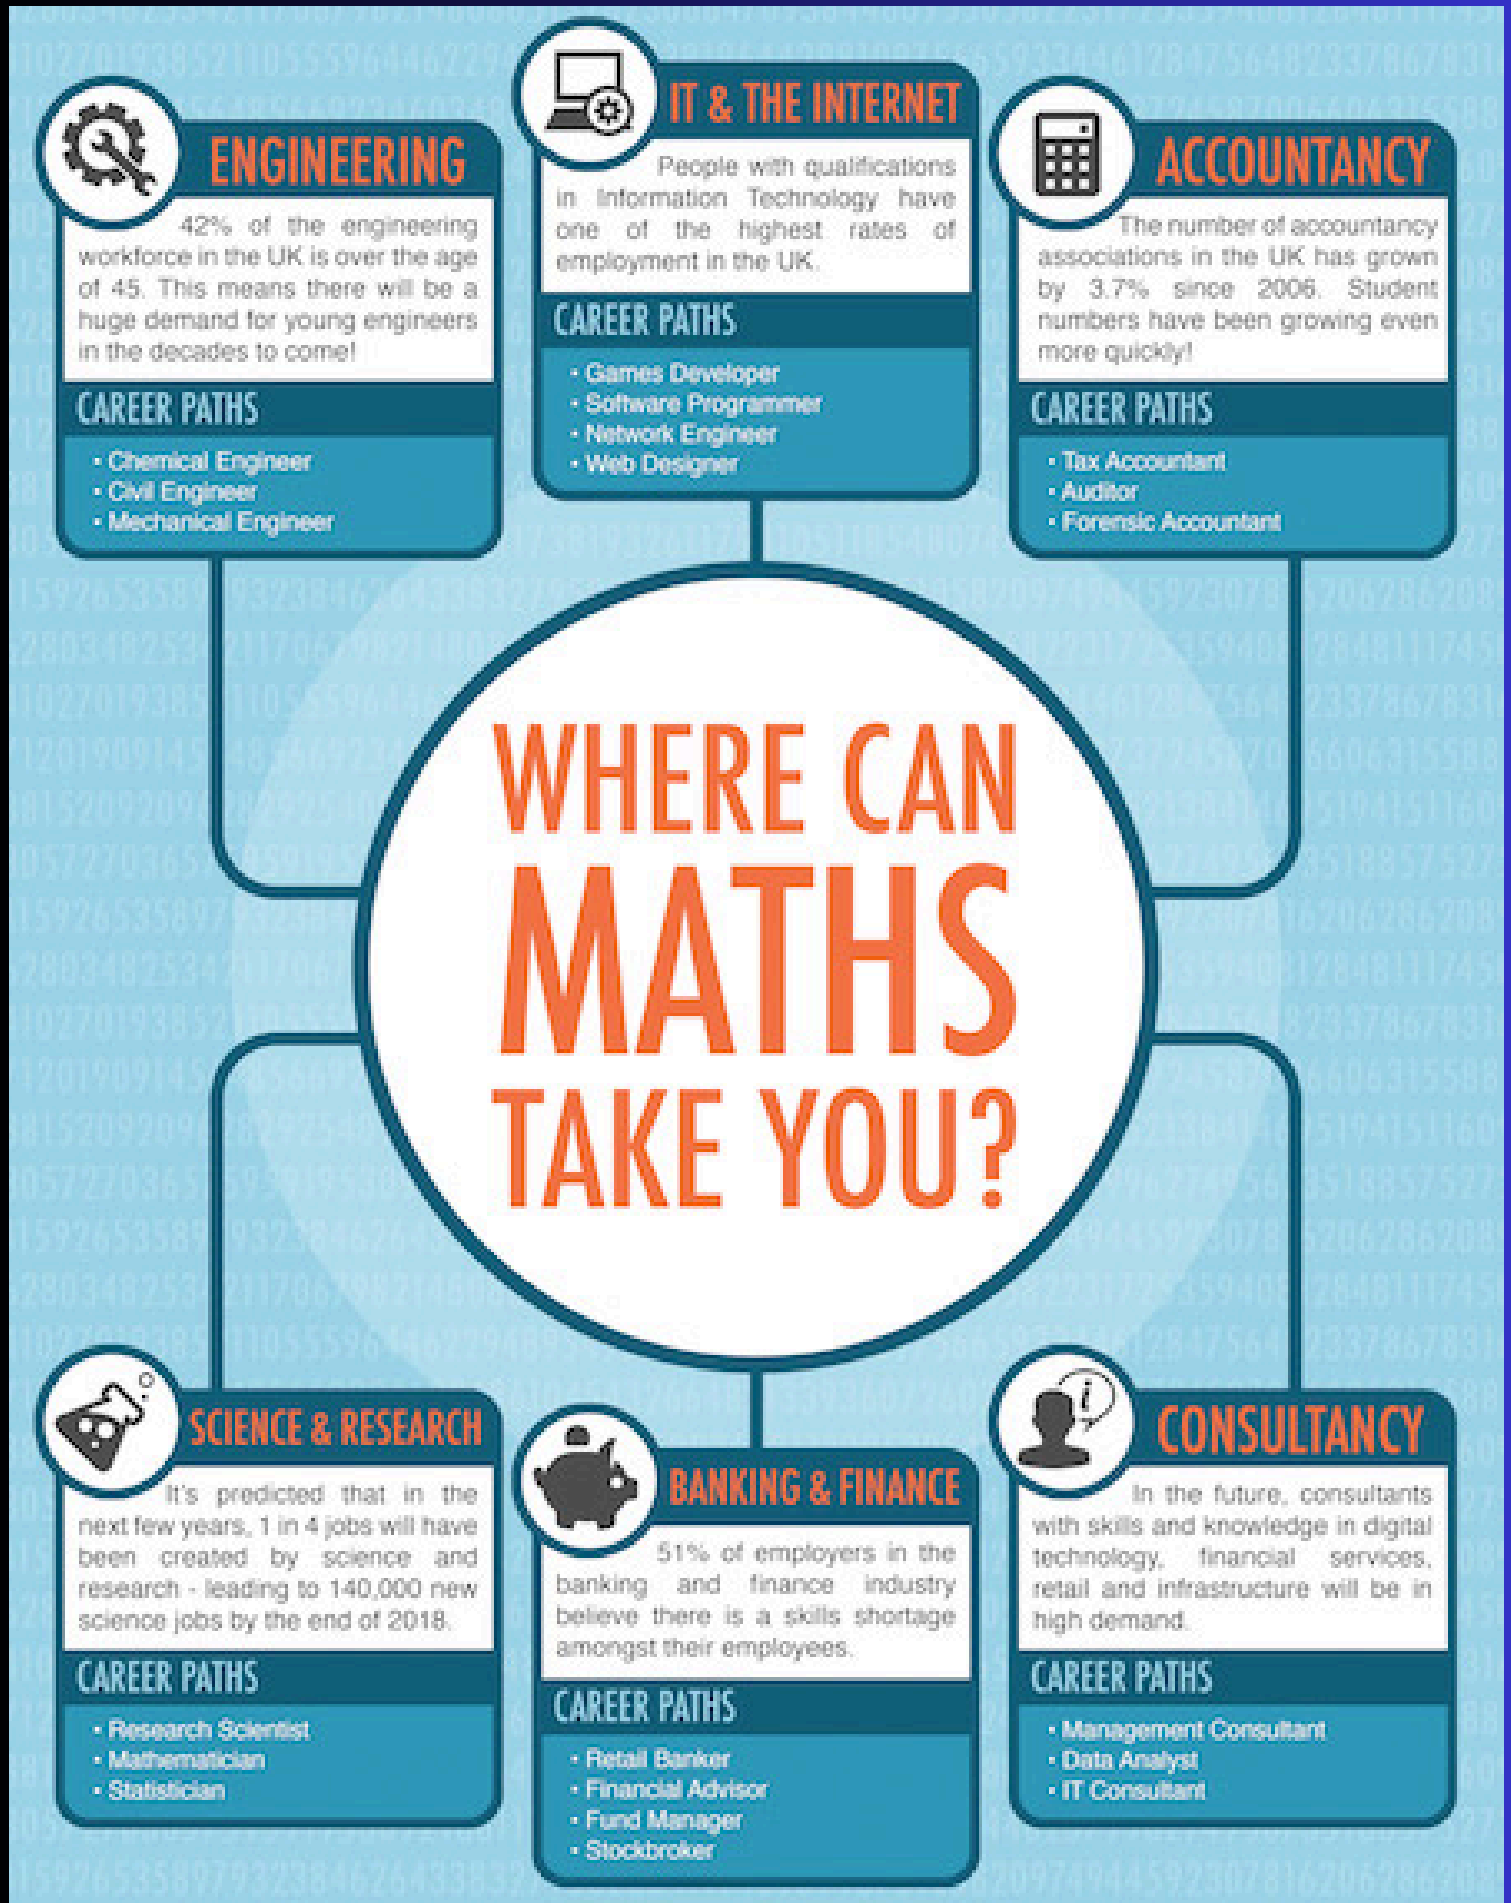 ENGINEERING
42% of the engineering
workforce in the UK is over the age
of 45. This means there will be a
huge demand for young engineers
in the decades to come!
CAREER PATHS
• Chemical Engineer
• Civil Engineer
• Mechanical Engineer
IT & THE INTERNET
People with qualifications
in Information Technology have
one of the highest rates of
employment in the UK.
CAREER PATHS
• Games Developer
• Software Programmer
• Network Engineer
• Web Designer
ACCOUNTANCY
The number of accountancy
associations in the UK has grown
by 3.7% since 2006. Student
numbers have been growing even
more quickly!
CAREER PATHS
• Tax Accountant
• Auditor
• Forensic Accountant
WHERE CAN
MATHS
TAKE YOU?
SCIENCE & RESEARCH
It's predicted that in the
next few years, 1 in 4 jobs will have
been created by science and
research - leading to 140,000 new
science jobs by the end of 2018.
CAREER PATHS
• Research Scientist
• Mathematician
• Statistician
BANKING & FINANCE
51% of employers in the
banking and finance industry
believe there is a skills shortage
amongst their employees.
CAREER PATHS
• Retail Banker
• Financial Advisor
• Fund Manager
• Stockbroker
CONSULTANCY
i
In the future, consultants
with skills and knowledge in digital
technology, financial services,
retail and infrastructure will be in
high demand.
CAREER PATHS
• Management Consultant
• Data Analyst
• IT Consultant